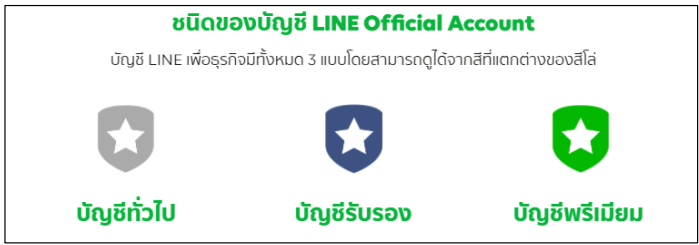 ชนิดของบัญชี LINE Official Account
บัญชี LINE เพื่อธุรกิจมีทั้งหมด 3 แบบโดยสามารถดูได้จากสีที่แตกต่างของสีโล่
บัญชีทั่วไป
บัญชีรับรอง
บัญชีพรีเมียม